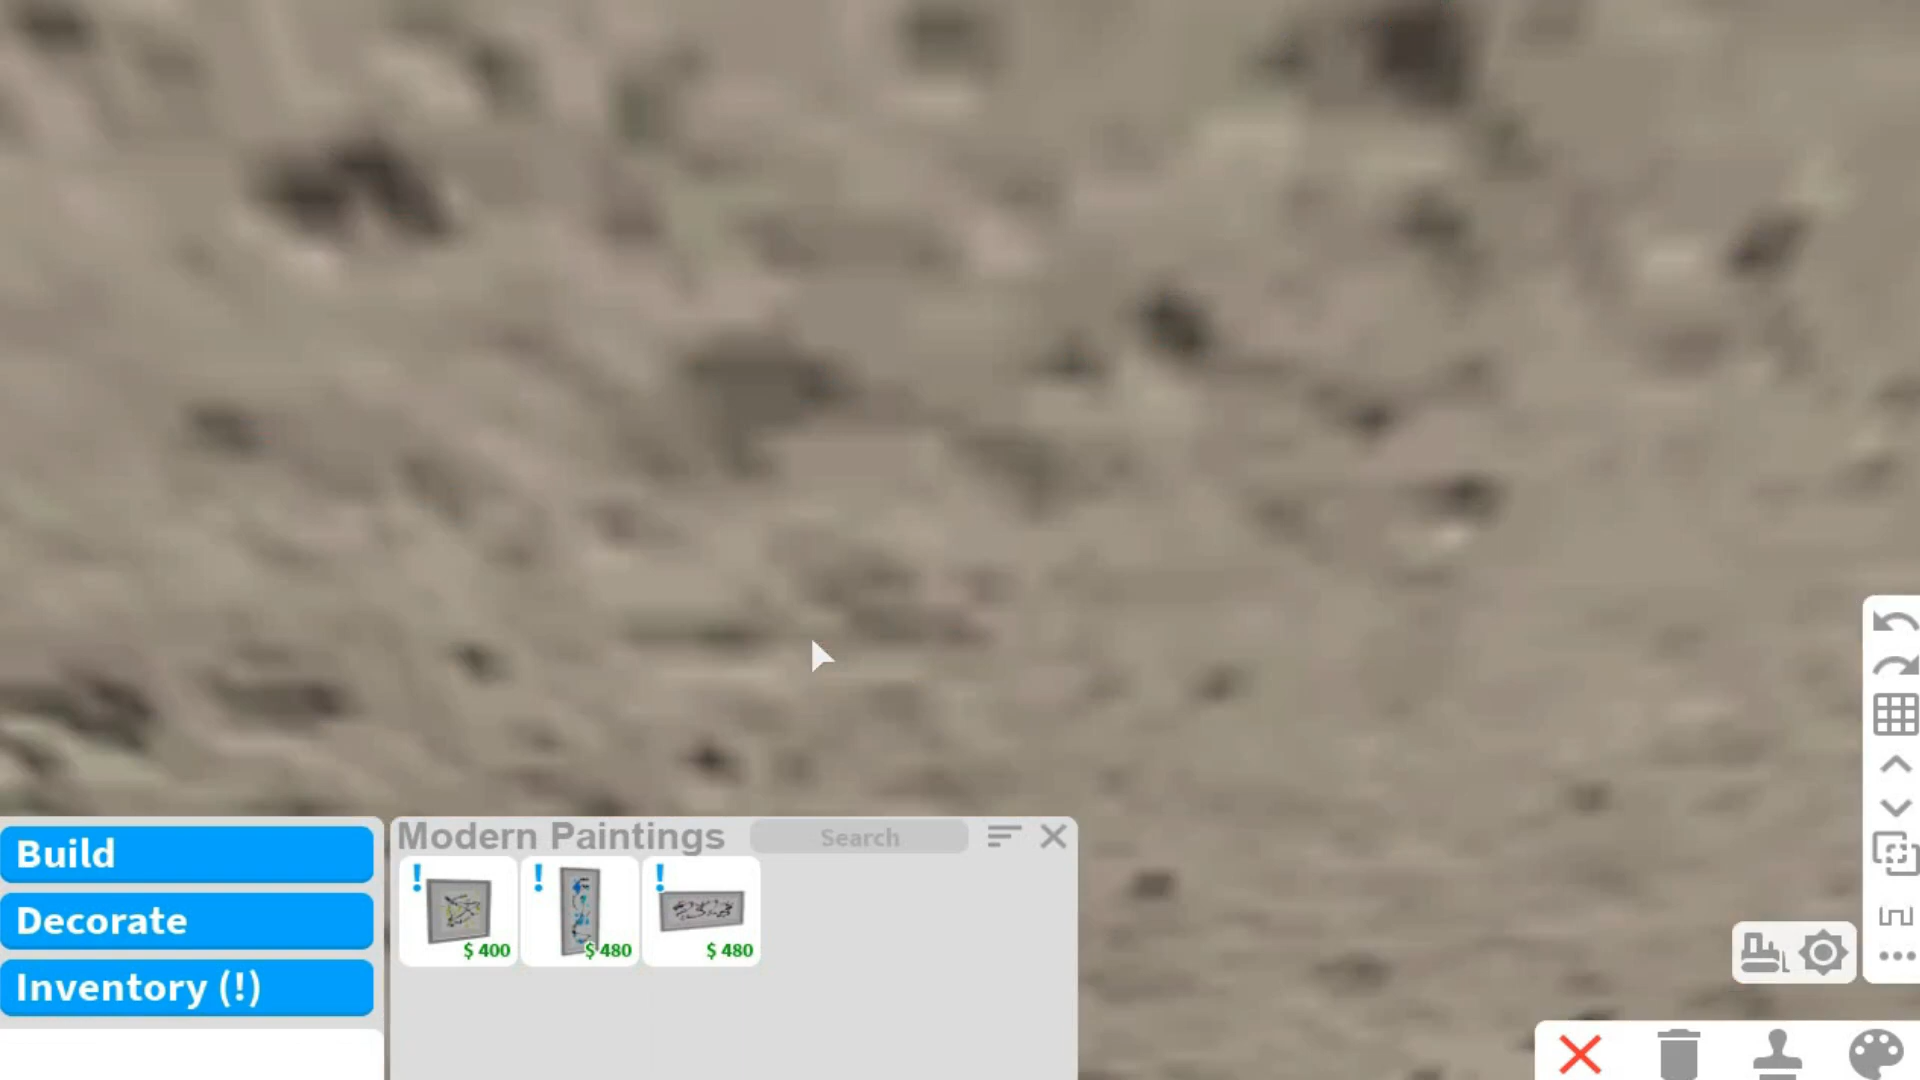 Build
Decorate
Inventory (!)
Modern Paintings
Search
! $ 400
! $ 480
! $ 480